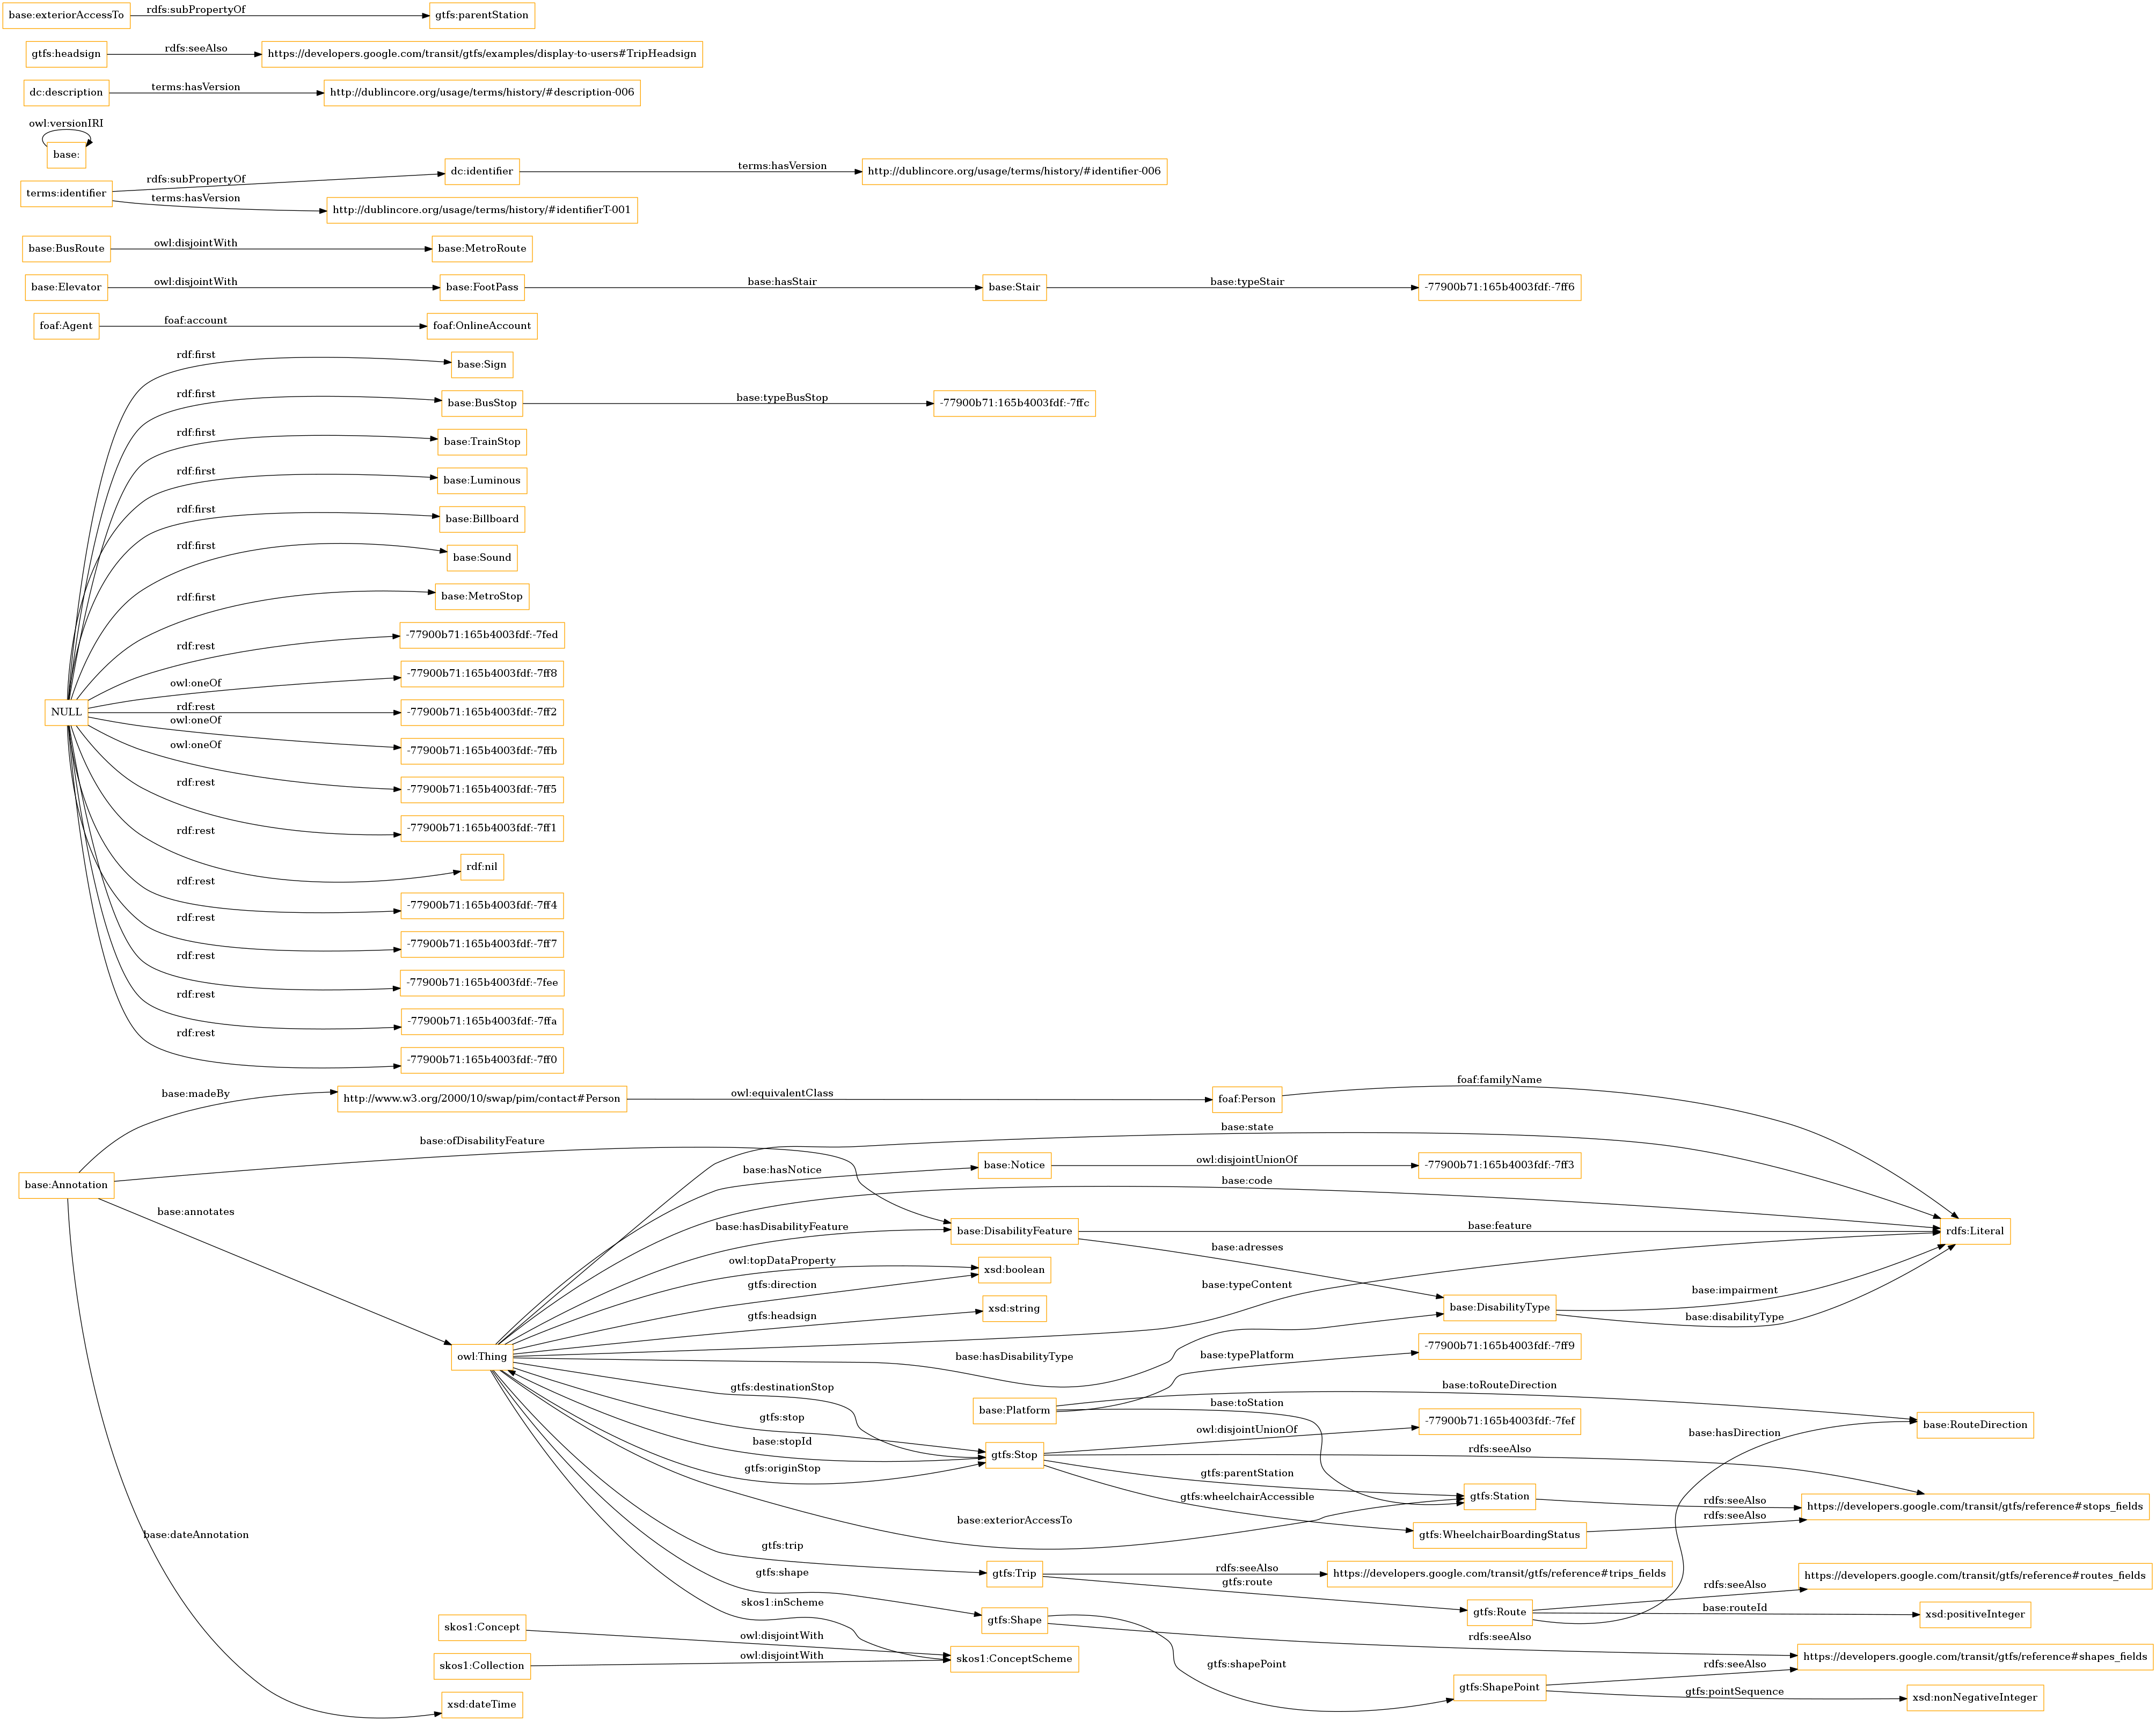 base:exteriorAccessTo rdfs:subPropertyOf gtfs:parentStation
gtfs:headsign rdfs:seeAlso https://developers.google.com/transit/gtfs/examples/display-to-users#TripHeadsign
dc:description terms:hasVersion http://dublincore.org/usage/terms/history/#description-006
owl:versionIRI
base:
terms:identifier rdfs:subPropertyOf dc:identifier terms:hasVersion http://dublincore.org/usage/terms/history/#identifier-006
terms:hasVersion http://dublincore.org/usage/terms/history/#identifierT-001
base:BusRoute owl:disjointWith base:MetroRoute
base:Elevator owl:disjointWith base:FootPass base:hasStair base:Stair base:typeStair -77900b71:165b4003fdf:-7ff6
foaf:Agent foaf:account foaf:OnlineAccount
rdf:first base:Sign
rdf:first base:BusStop base:typeBusStop -77900b71:165b4003fdf:-7ffc
rdf:first base:TrainStop
rdf:first base:Luminous
rdf:first base:Billboard
rdf:first base:Sound
rdf:first base:MetroStop
rdf:rest -77900b71:165b4003fdf:-7fed
owl:oneOf -77900b71:165b4003fdf:-7ff8
NULL rdf:rest -77900b71:165b4003fdf:-7ff2
owl:oneOf -77900b71:165b4003fdf:-7ffb
owl:oneOf -77900b71:165b4003fdf:-7ff5
rdf:rest -77900b71:165b4003fdf:-7ff1
rdf:rest rdf:nil
rdf:rest -77900b71:165b4003fdf:-7ff4
rdf:rest -77900b71:165b4003fdf:-7ff7
rdf:rest -77900b71:165b4003fdf:-7fee
rdf:rest -77900b71:165b4003fdf:-7ffa
rdf:rest -77900b71:165b4003fdf:-7ff0
base:madeBy http://www.w3.org/2000/10/swap/pim/contact#Person owl:equivalentClass foaf:Person foaf:familyName
base:ofDisabilityFeature base:state
base:Annotation base:hasNotice base:Notice owl:disjointUnionOf -77900b71:165b4003fdf:-7ff3
base:code
base:annotates base:hasDisabilityFeature base:DisabilityFeature base:feature rdfs:Literal
base:adresses
owl:topDataProperty xsd:boolean
gtfs:direction base:typeContent base:impairment
gtfs:headsign xsd:string base:DisabilityType base:disabilityType
owl:Thing base:hasDisabilityType base:typePlatform -77900b71:165b4003fdf:-7ff9
gtfs:destinationStop base:Platform base:toStation base:toRouteDirection
gtfs:stop -77900b71:165b4003fdf:-7fef base:hasDirection base:RouteDirection
base:stopId gtfs:Stop owl:disjointUnionOf rdfs:seeAlso
gtfs:originStop gtfs:parentStation
gtfs:wheelchairAccessible gtfs:Station rdfs:seeAlso https://developers.google.com/transit/gtfs/reference#stops_fields
base:dateAnnotation base:exteriorAccessTo gtfs:WheelchairBoardingStatus rdfs:seeAlso
gtfs:trip gtfs:Trip rdfs:seeAlso https://developers.google.com/transit/gtfs/reference#trips_fields
gtfs:shape gtfs:route rdfs:seeAlso https://developers.google.com/transit/gtfs/reference#routes_fields
skos1:inScheme gtfs:Shape gtfs:Route base:routeId xsd:positiveInteger
skos1:Concept owl:disjointWith rdfs:seeAlso
skos1:Collection owl:disjointWith skos1:ConceptScheme gtfs:shapePoint rdfs:seeAlso https://developers.google.com/transit/gtfs/reference#shapes_fields
xsd:dateTime gtfs:ShapePoint gtfs:pointSequence xsd:nonNegativeInteger